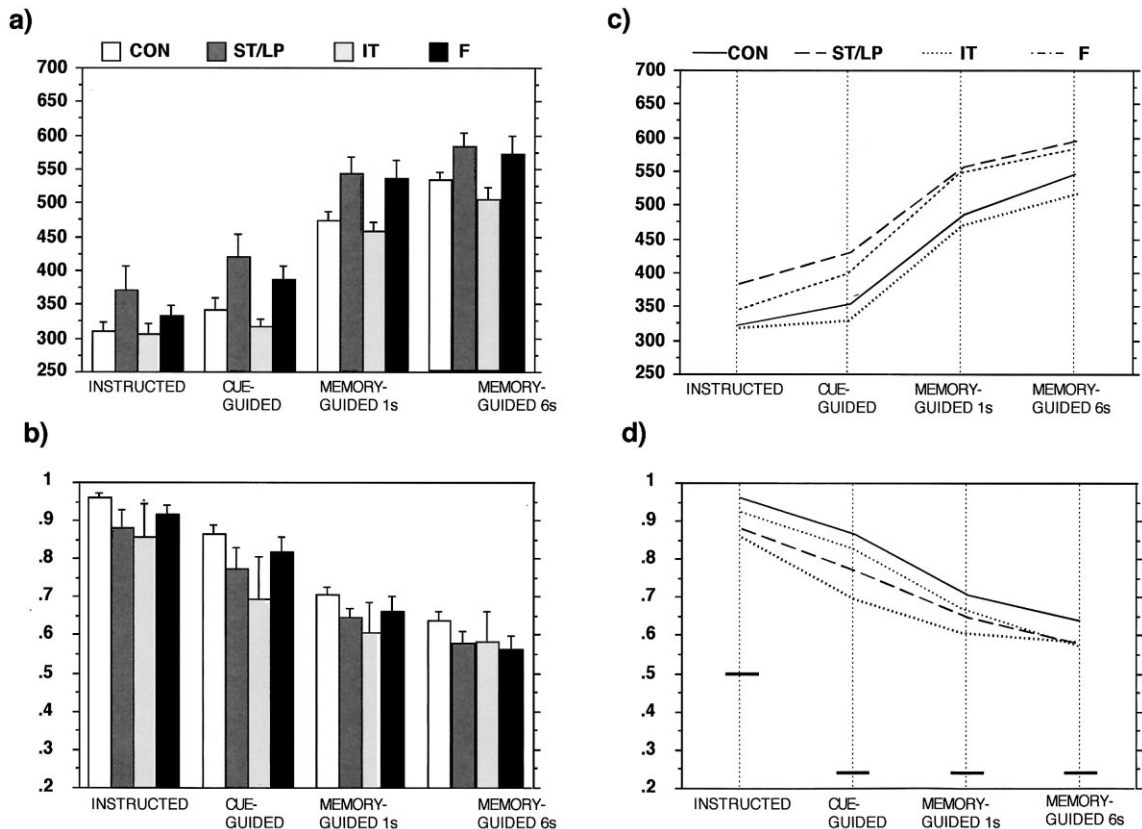 a)
CON ST/LP IT F
700
650
600
550
500
450
400
350
300
250
INSTRUCTED CUE- MEMORY- MEMORY-
GUIDED GUIDED 1s GUIDED 6s
b)
1
.9
.8
.7
.6
.5
.4
.3
.2
INSTRUCTED CUE- MEMORY- MEMORY-
GUIDED GUIDED 1s GUIDED 6s
c)
CON ST/LP IT F
700
650
600
550
500
450
400
350
300
250
INSTRUCTED CUE- MEMORY- MEMORY-
GUIDED GUIDED 1s GUIDED 6s
d)
1
.9
.8
.7
.6
.5
.4
.3
.2
INSTRUCTED CUE- MEMORY- MEMORY-
GUIDED GUIDED 1s GUIDED 6s